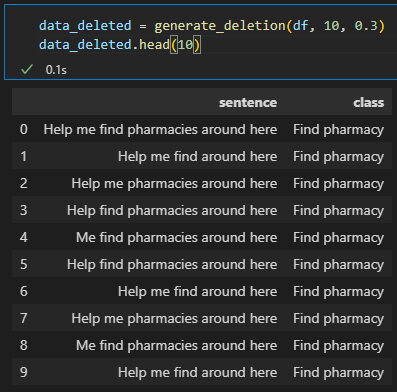 data_deleted = generate_deletion(df, 10, 0.3)
data_deleted.head(10)
✓ 0.1s
sentence class
0 Help me find pharmacies around here Find pharmacy
1 Help me find around here Find pharmacy
2 Help me pharmacies around here Find pharmacy
3 Help find pharmacies around here Find pharmacy
4 Me find pharmacies around here Find pharmacy
5 Help find pharmacies around here Find pharmacy
6 Help me find around here Find pharmacy
7 Help me pharmacies around here Find pharmacy
8 Me find pharmacies around here Find pharmacy
9 Help me find around here Find pharmacy